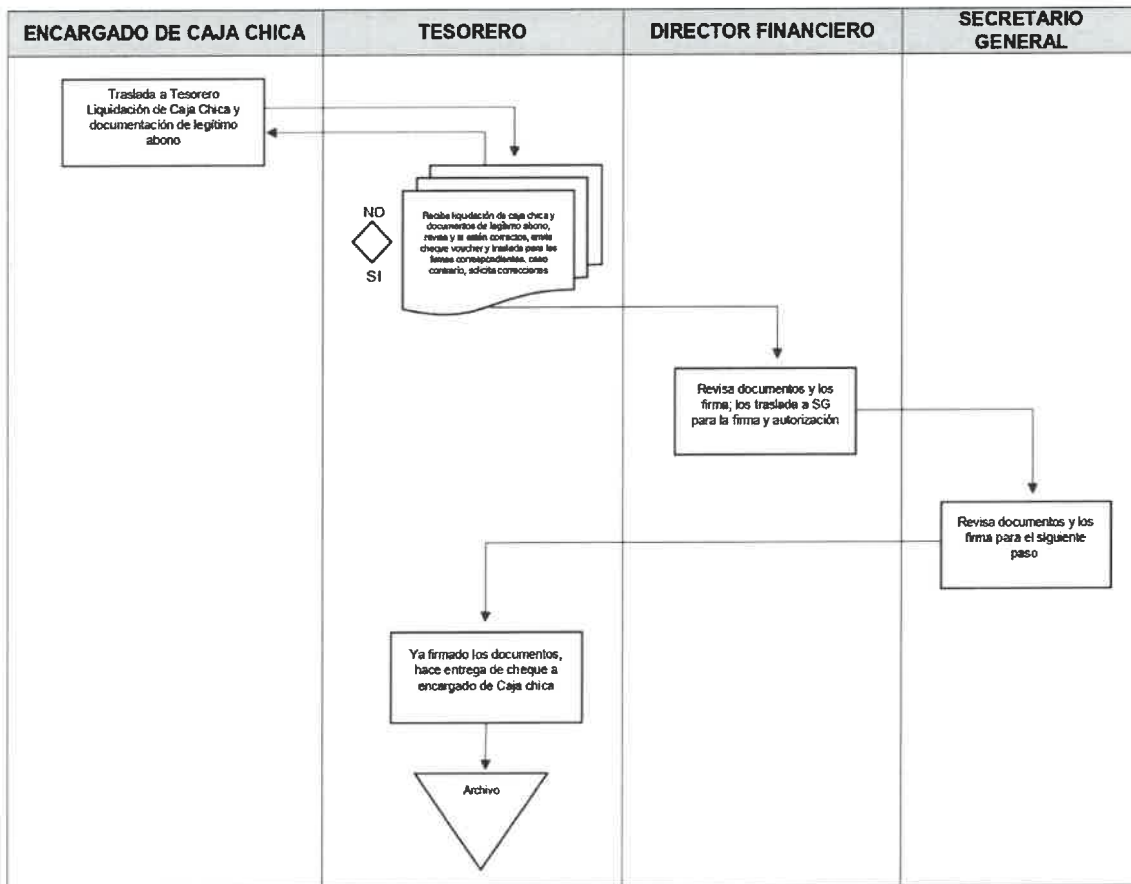 ENCARGADO DE CAJA CHICA
TESORERO
DIRECTOR FINANCIERO
SECRETARIO
GENERAL
Traslada a Tesorero
Liquidación de Caja Chica y
documentación de legítimo
abono
NO
SI
Recibe liquidación de caja chica y
documentos de legítimo abono,
revisa y si están correctos, emite
cheque voucher y traslada para las
firmas correspondientes, caso
contrario, solicita correcciones
Revisa documentos y los
firma; los traslada a SG
para la firma y autorización
Revisa documentos y los
firma para el siguiente
paso
Ya firmado los documentos,
hace entrega de cheque a
encargado de Caja chica
Archivo